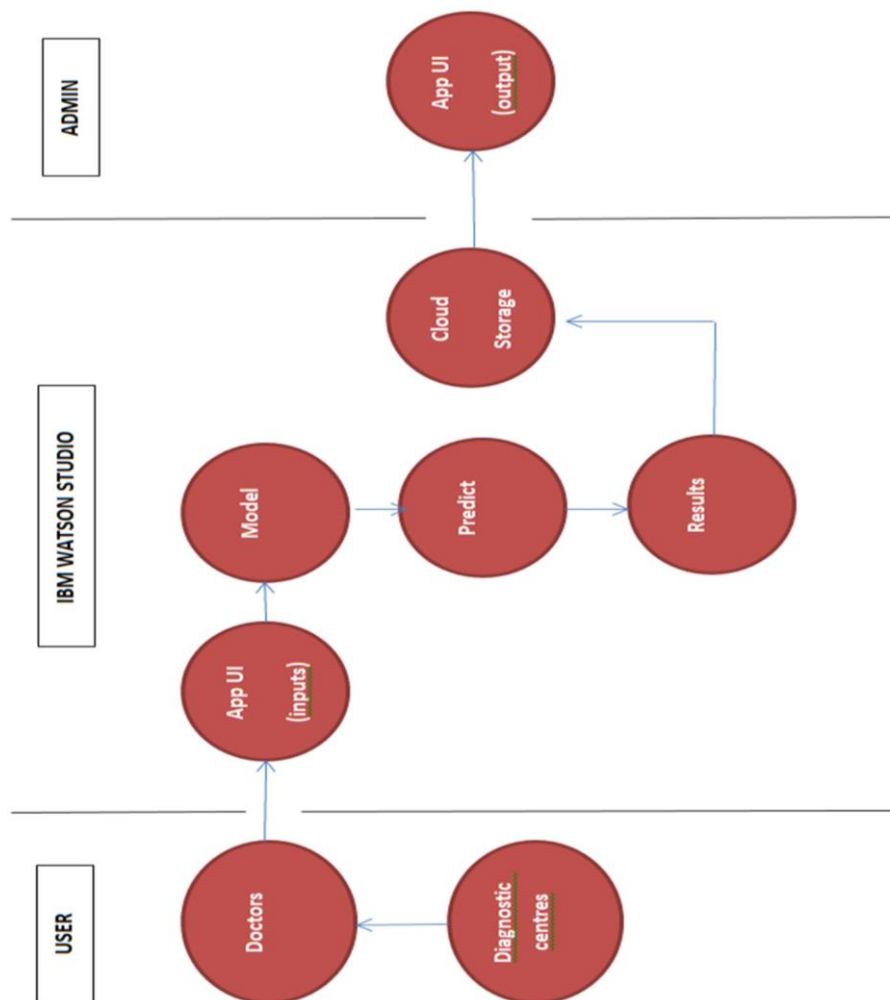 USER
IBM WATSON STUDIO
ADMIN
Doctors
App UI
(inputs)
Model
Cloud
Storage
App UI
(output)
Diagnostic
centres
Predict
Results